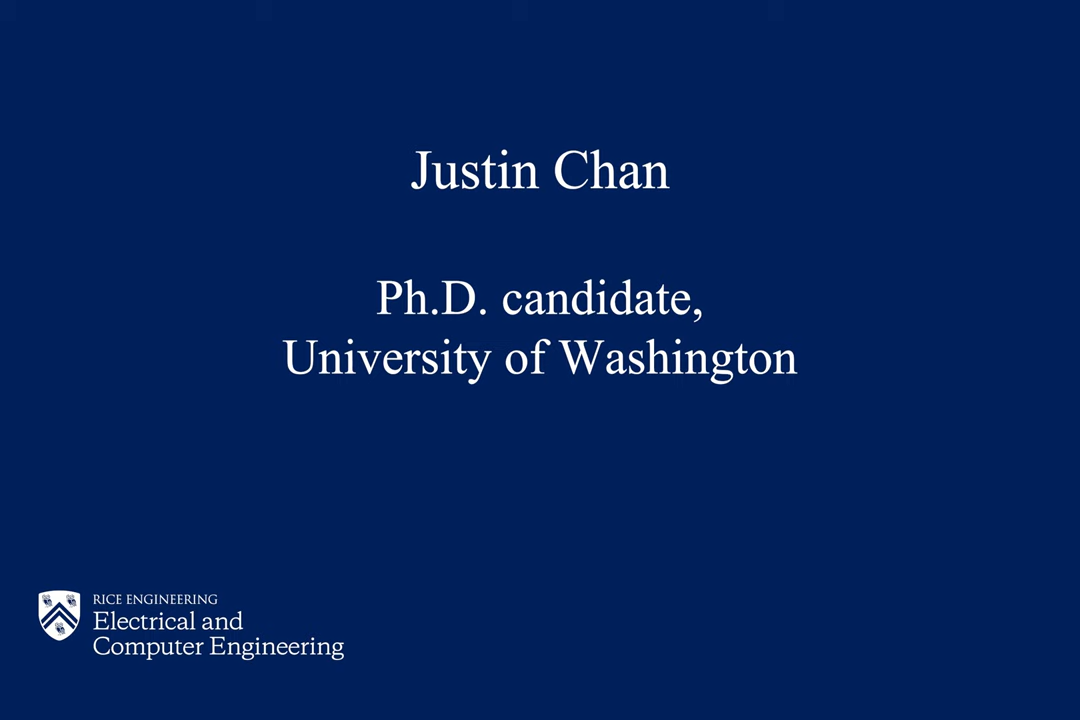 Justin Chan
Ph.D. candidate,
University of Washington
RICE ENGINEERING
Electrical and
Computer Engineering